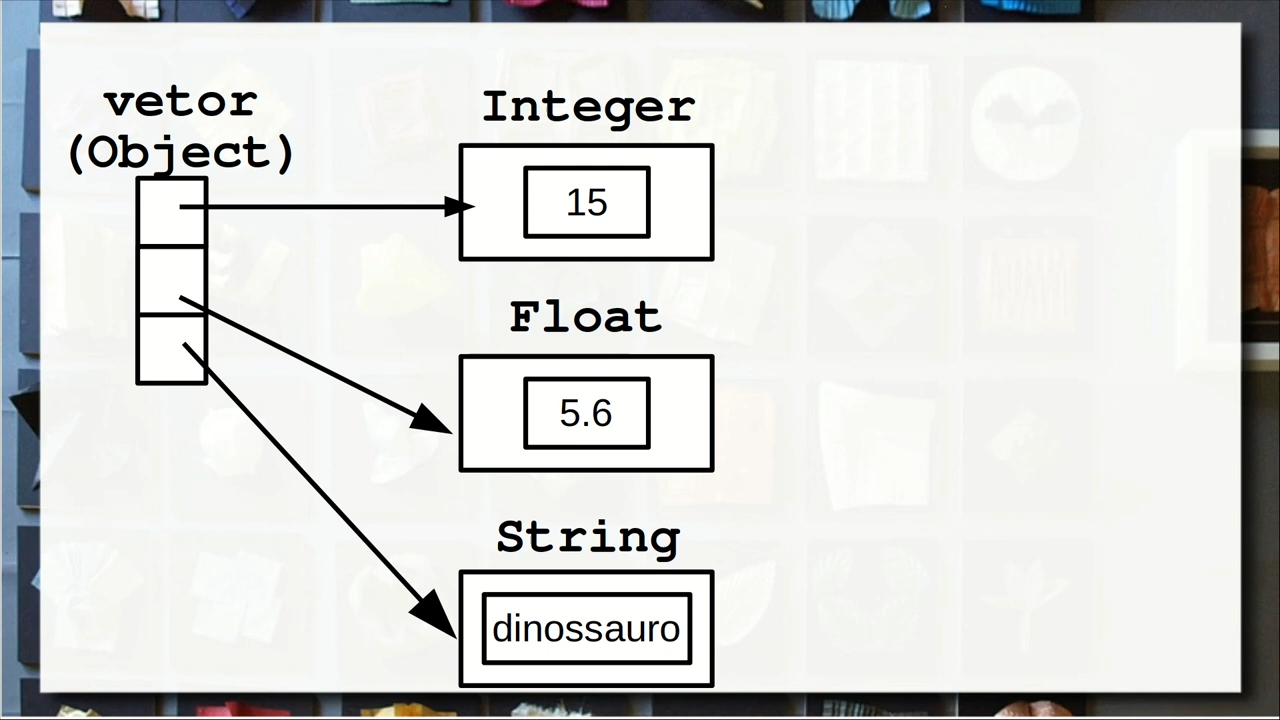 vetor
(Object)
Integer
15
Float
5.6
String
dinossauro